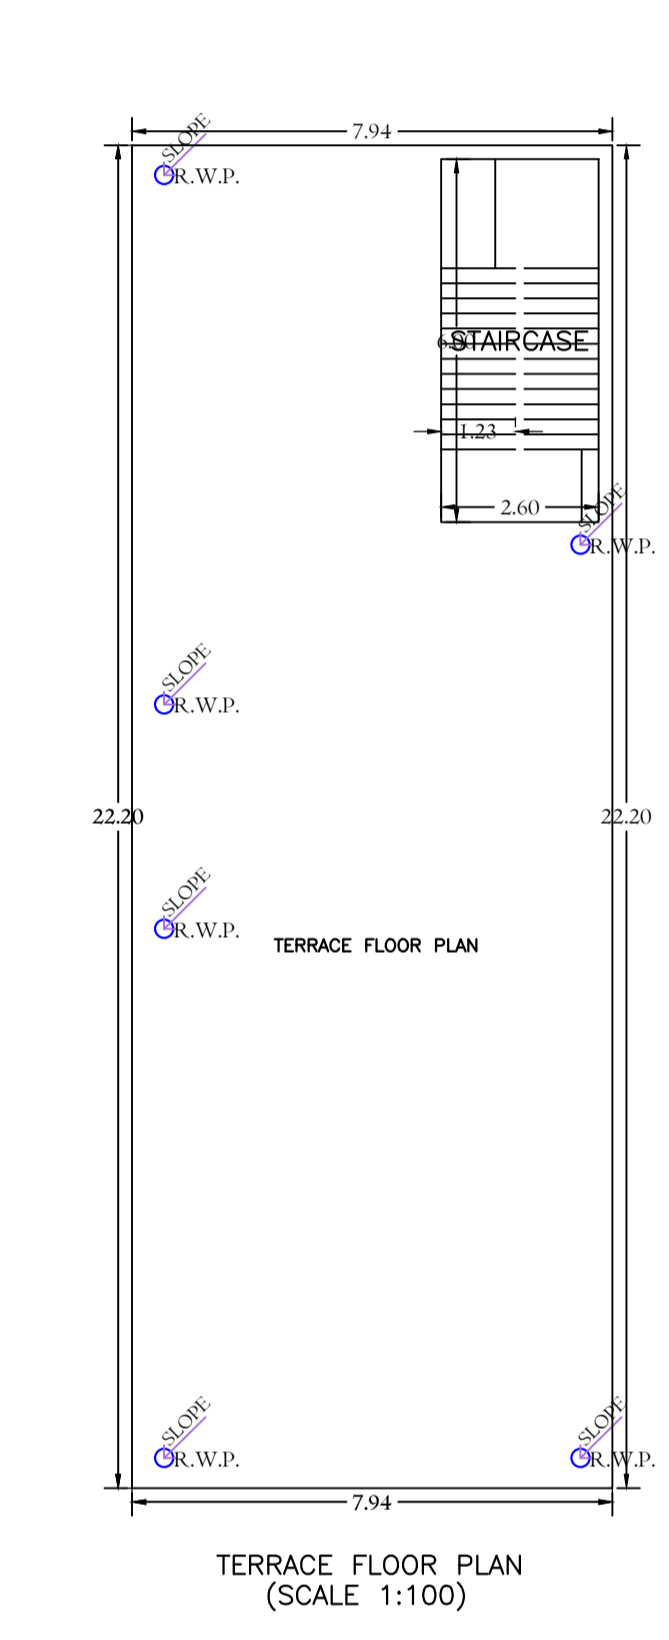 7.94
SLOPE
R.W.P.
STAIRCASE
1.23
2.60
SLOPE
R.W.P.
SLOPE
R.W.P.
22.20
22.20
SLOPE
R.W.P.
TERRACE FLOOR PLAN
SLOPE
R.W.P.
SLOPE
R.W.P.
7.94
TERRACE FLOOR PLAN
(SCALE 1:100)